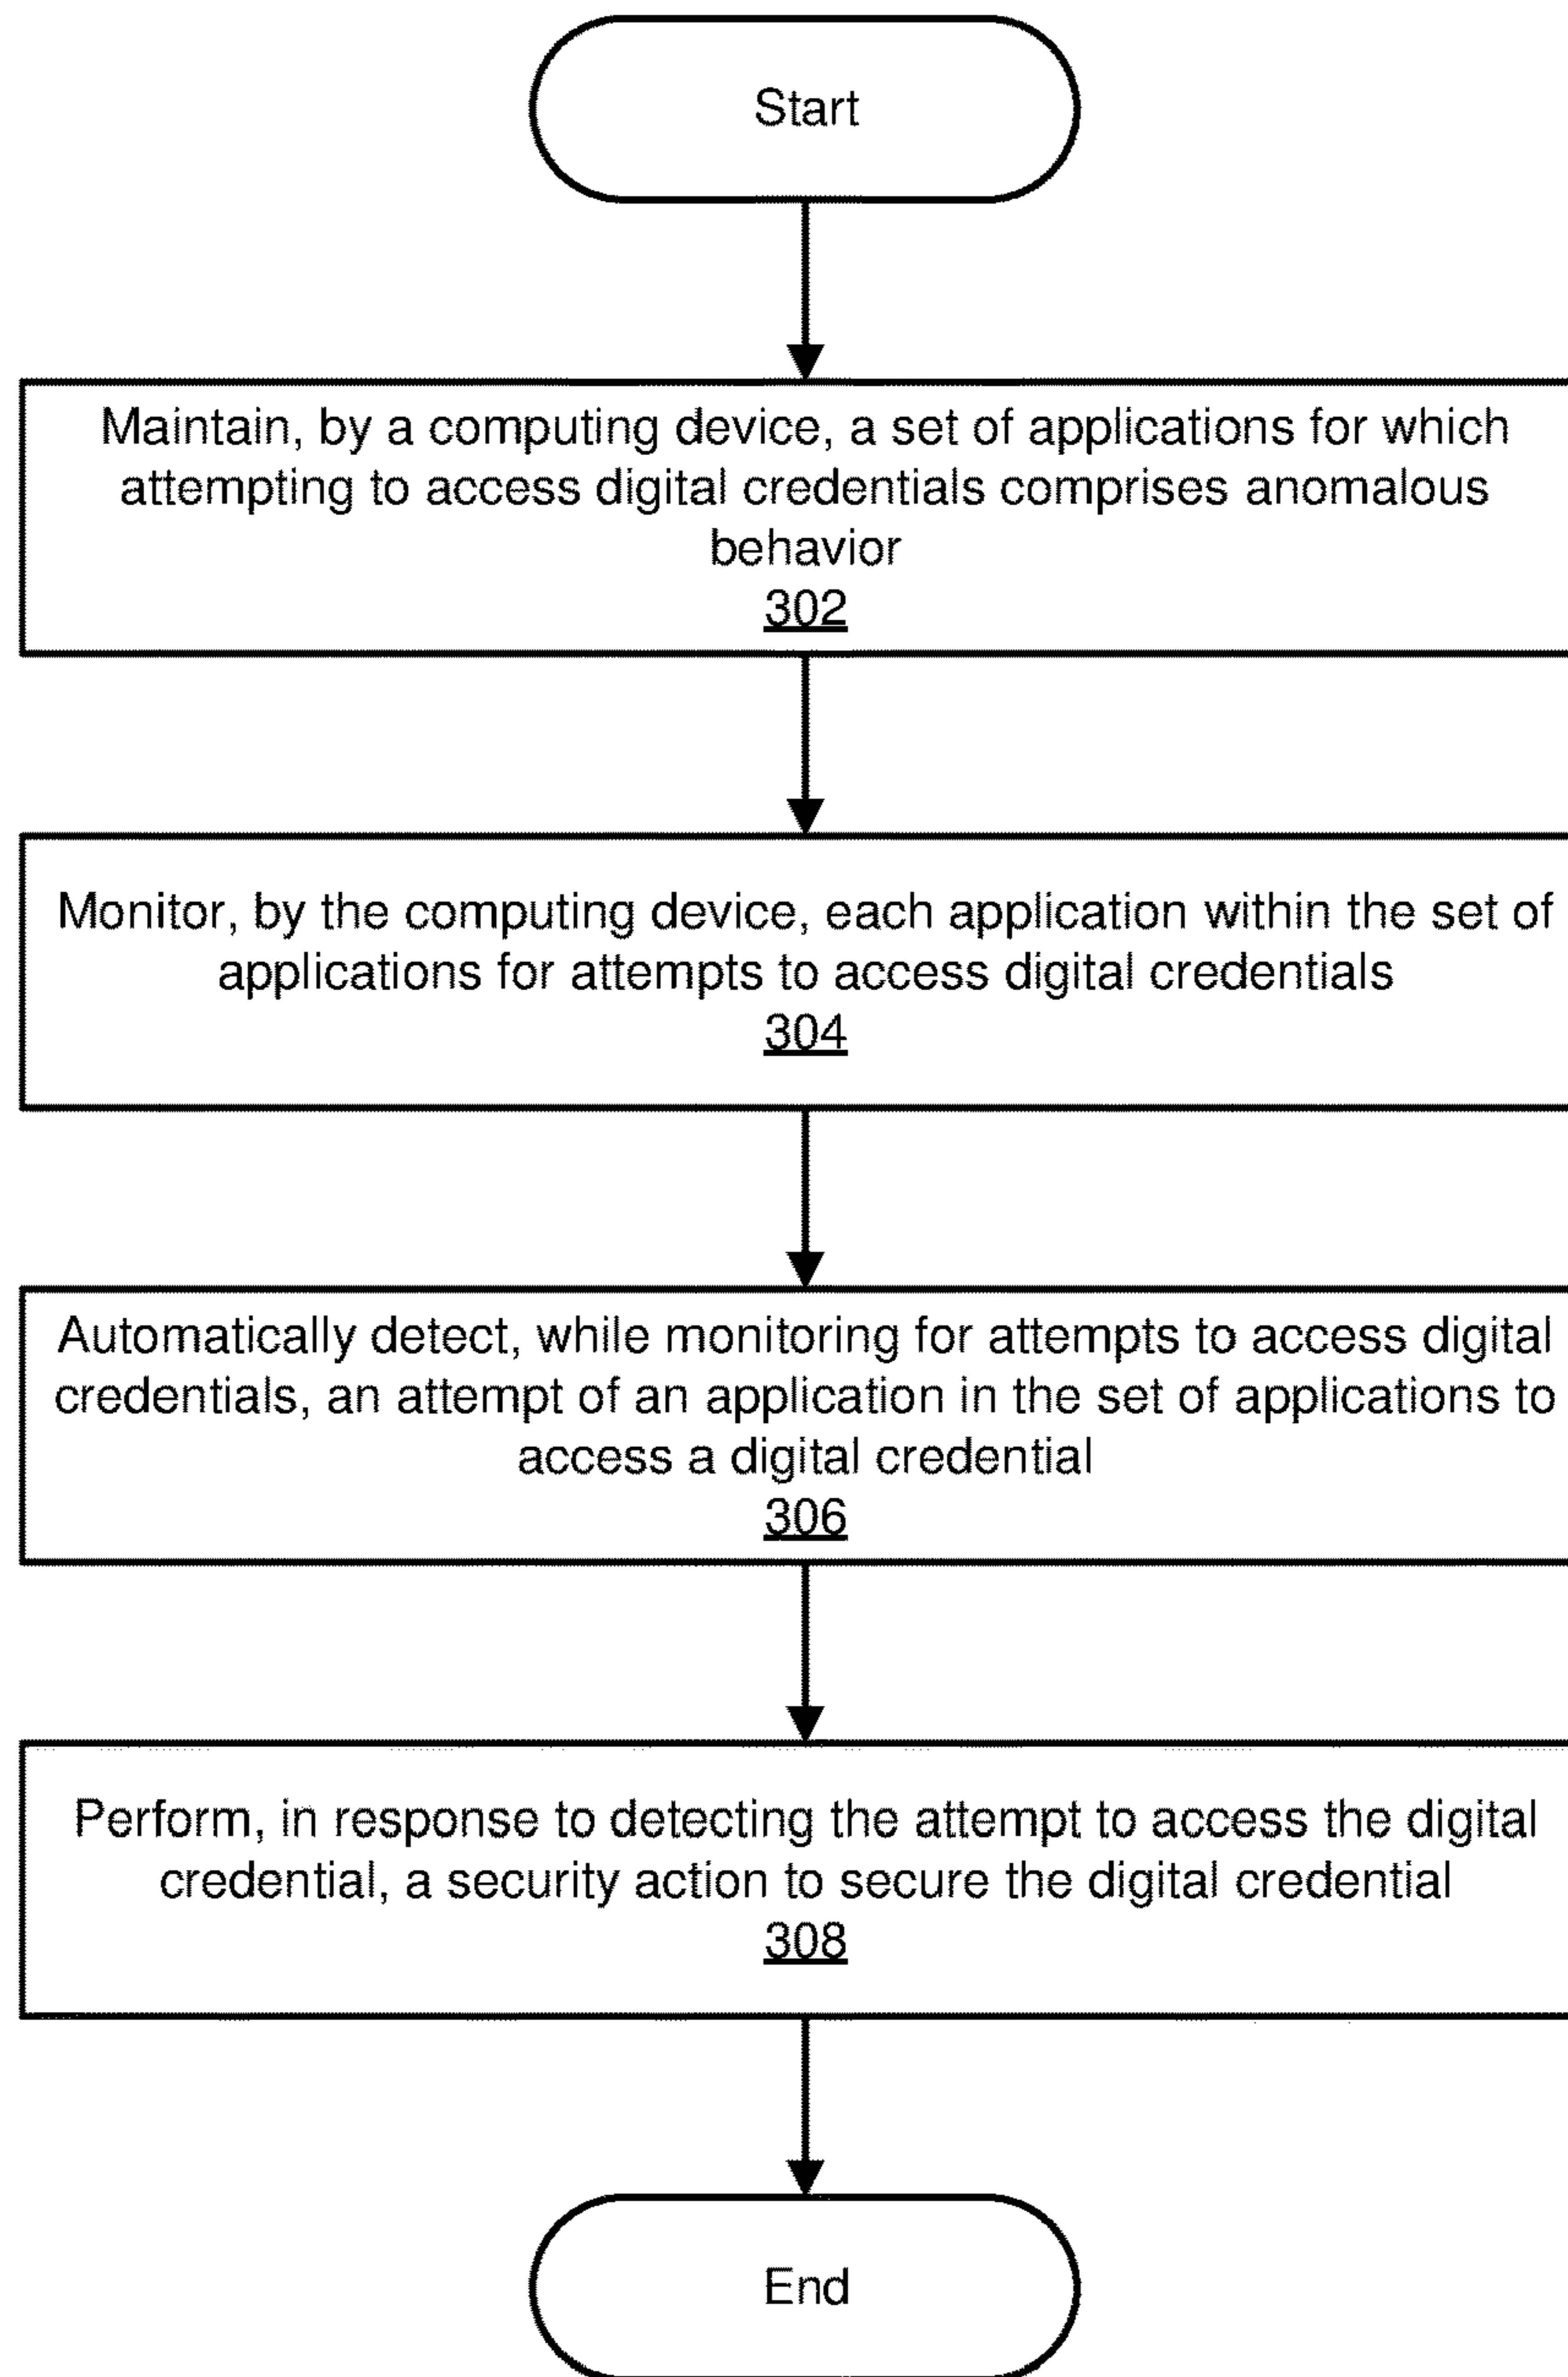 Start
Maintain, by a computing device, a set of applications for which
attempting to access digital credentials comprises anomalous
behavior
302
Monitor, by the computing device, each application within the set of
applications for attempts to access digital credentials
304
Automatically detect, while monitoring for attempts to access digital
credentials, an attempt of an application in the set of applications to
access a digital credential
306
Perform, in response to detecting the attempt to access the digital
credential, a security action to secure the digital credential
308
End